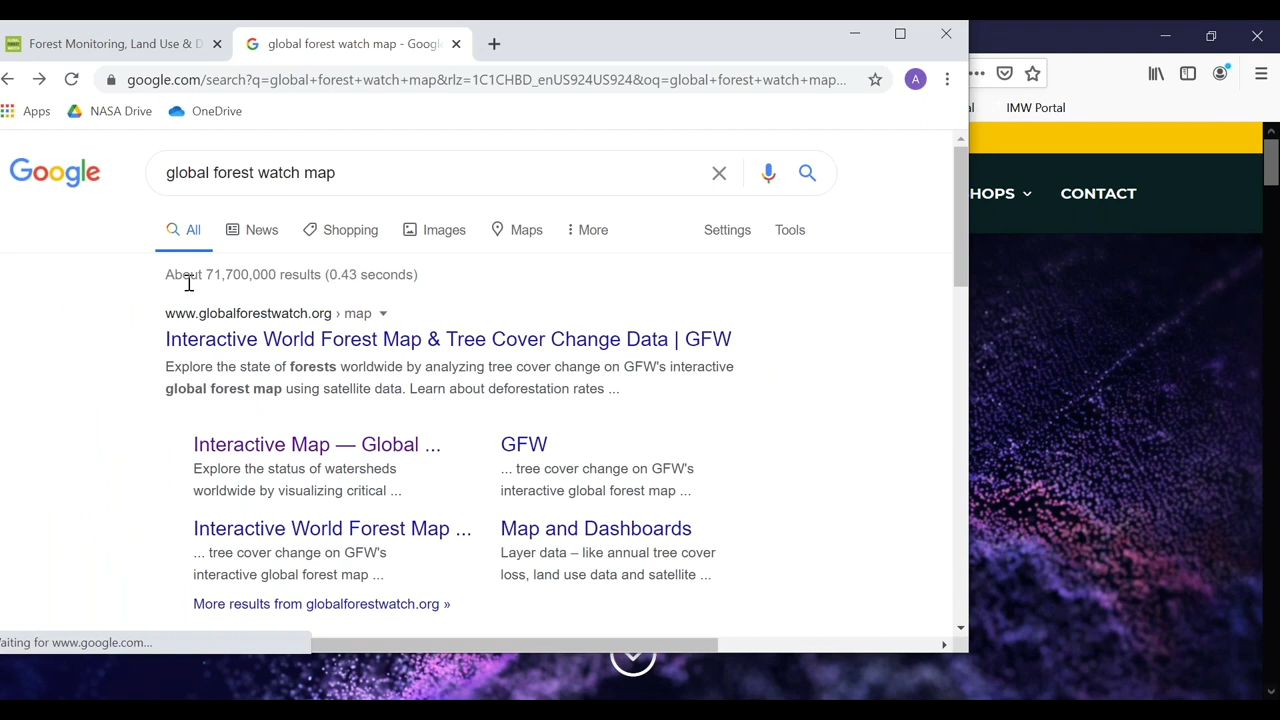 Forest Monitoring, Land Use & D
global forest watch map - Googl
google.com/search?q=global+forest+watch+map&rlz=1C1CHBD_enUS924US924&oq=global+forest+watch+map...
A
Apps
NASA Drive
OneDrive
al
IMW Portal
HOPS
CONTACT
Google
global forest watch map
All
News
Shopping
Images
Maps
More
Settings
Tools
About 71,700,000 results (0.43 seconds)
www.globalforestwatch.org › map
Interactive World Forest Map & Tree Cover Change Data | GFW
Explore the state of forests worldwide by analyzing tree cover change on GFW's interactive
global forest map using satellite data. Learn about deforestation rates ...
Interactive Map — Global ...
Explore the status of watersheds
worldwide by visualizing critical ...
GFW
... tree cover change on GFW's
interactive global forest map ...
Interactive World Forest Map ...
... tree cover change on GFW's
interactive global forest map ...
Map and Dashboards
Layer data – like annual tree cover
loss, land use data and satellite ...
More results from globalforestwatch.org »
aiting for www.google.com...